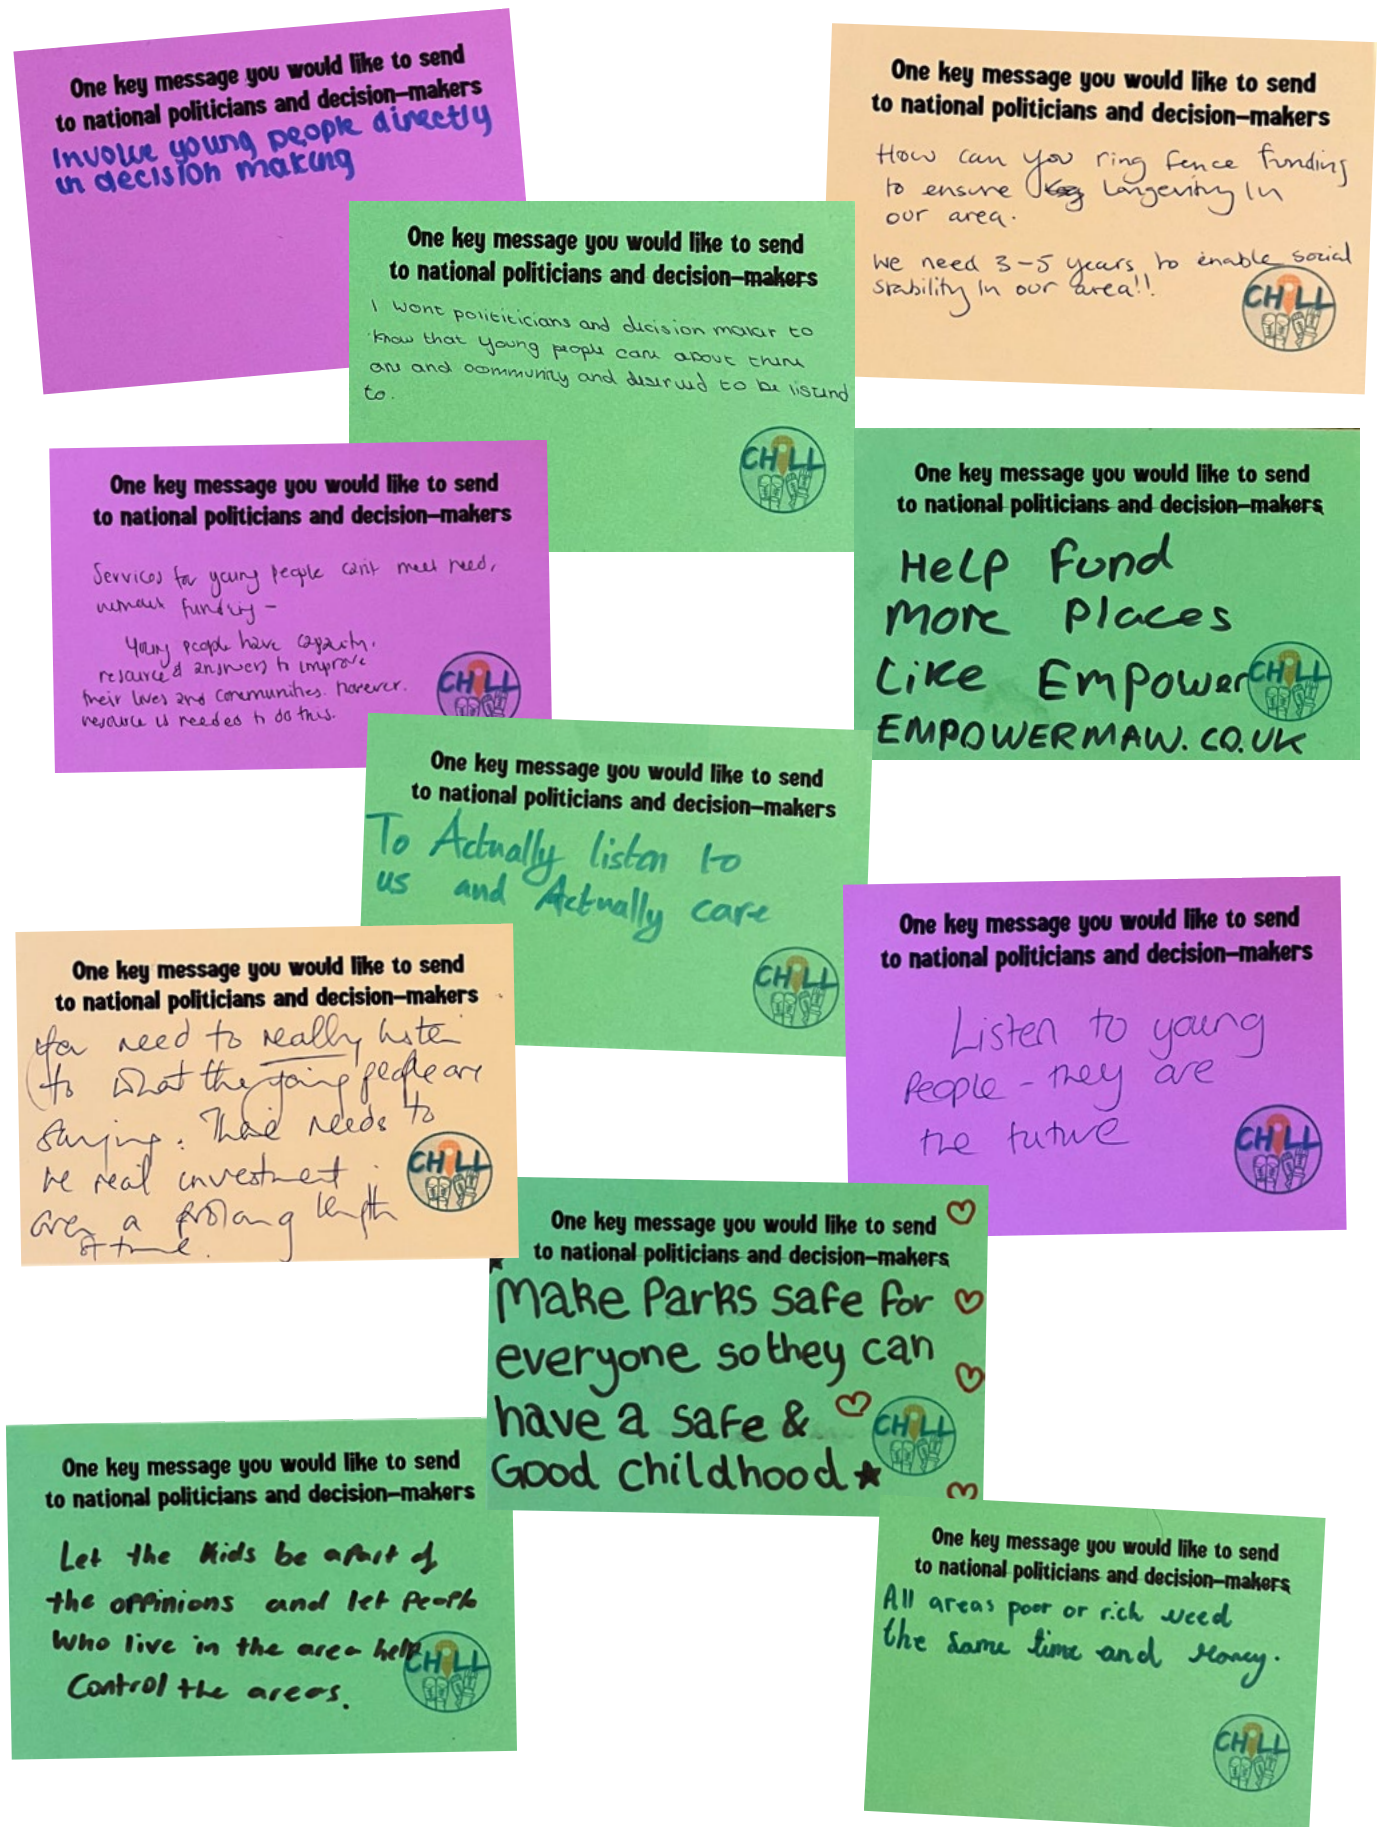 One key message you would like to send
to national politicians and decision-makers
Involve young people directly
in decision making
One key message you would like to send
to national politicians and decision-makers
How can you ring fence funding
to ensure longevity in
our area.
We need 3-5 years to enable social
stability in our area!!
CHILL
One key message you would like to send
to national politicians and decision-makers
I wont polititicians and dicision makar to
know that young people care about there
are and community and deserved to be listend
to.
CHILL
One key message you would like to send
to national politicians and decision-makers
Services for young people can't meet need,
without funding -
Young people have capacity,
resource & answers to improve
their lives and communities. however.
resource is needed to do this.
CHILL
One key message you would like to send
to national politicians and decision-makers
Help Fund
More Places
Like Empower
EMPOWERMAW.CO.UK
CHILL
One key message you would like to send
to national politicians and decision-makers
To Actually listen to
us and Actually care
CHILL
One key message you would like to send
to national politicians and decision-makers
Listen to young
People - they are
the future
CHILL
One key message you would like to send
to national politicians and decision-makers
You need to really listen
to what the young people are
saying. There needs to
be real investment
over a prolong length
of time.
CHILL
One key message you would like to send
to national politicians and decision-makers
Make Parks safe for
everyone so they can
have a safe &
Good childhood
CHILL
One key message you would like to send
to national politicians and decision-makers
Let the Kids be apart of
the oppinions and let People
who live in the area help
Control the areas.
CHILL
One key message you would like to send
to national politicians and decision-makers
All areas poor or rich need
the same time and money.
CHILL